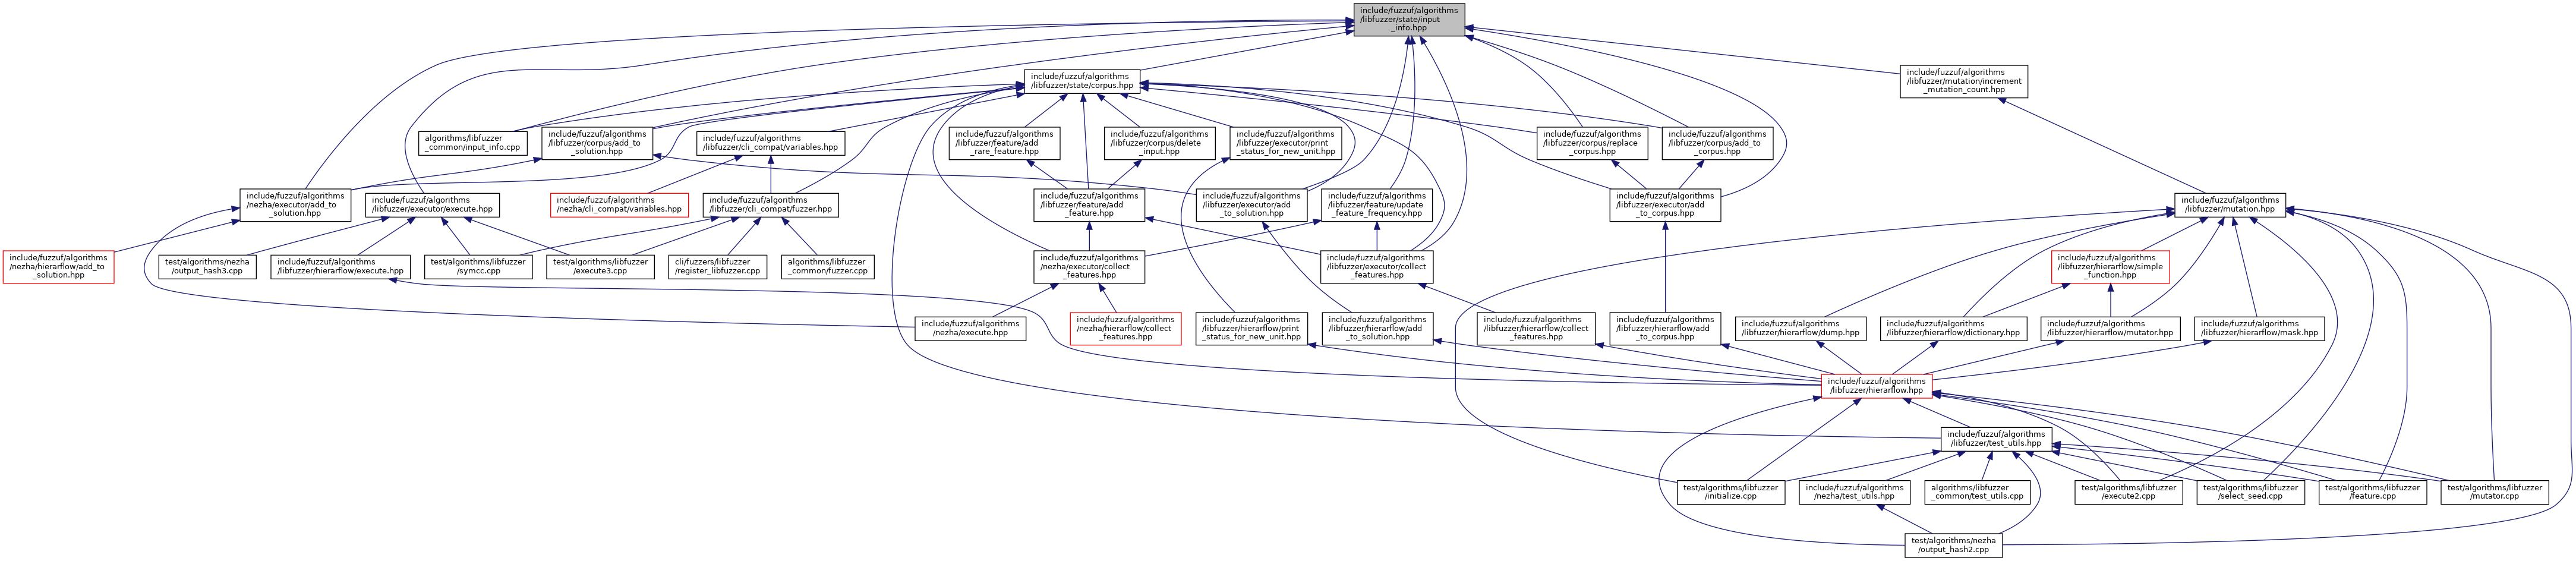 include/fuzzuf/algorithms
/libfuzzer/state/input
_info.hpp
include/fuzzuf/algorithms
/libfuzzer/state/corpus.hpp
include/fuzzuf/algorithms
/libfuzzer/mutation/increment
_mutation_count.hpp
algorithms/libfuzzer
_common/input_info.cpp
include/fuzzuf/algorithms
/libfuzzer/corpus/add_to
_solution.hpp
include/fuzzuf/algorithms
/libfuzzer/cli_compat/variables.hpp
include/fuzzuf/algorithms
/libfuzzer/feature/add
_rare_feature.hpp
include/fuzzuf/algorithms
/libfuzzer/corpus/delete
_input.hpp
include/fuzzuf/algorithms
/libfuzzer/executor/print
_status_for_new_unit.hpp
include/fuzzuf/algorithms
/libfuzzer/corpus/replace
_corpus.hpp
include/fuzzuf/algorithms
/libfuzzer/corpus/add_to
_corpus.hpp
include/fuzzuf/algorithms
/nezha/executor/add_to
_solution.hpp
include/fuzzuf/algorithms
/libfuzzer/executor/execute.hpp
include/fuzzuf/algorithms
/nezha/cli_compat/variables.hpp
include/fuzzuf/algorithms
/libfuzzer/cli_compat/fuzzer.hpp
include/fuzzuf/algorithms
/libfuzzer/feature/add
_feature.hpp
include/fuzzuf/algorithms
/libfuzzer/executor/add
_to_solution.hpp
include/fuzzuf/algorithms
/libfuzzer/feature/update
_feature_frequency.hpp
include/fuzzuf/algorithms
/libfuzzer/executor/add
_to_corpus.hpp
include/fuzzuf/algorithms
/libfuzzer/mutation.hpp
include/fuzzuf/algorithms
/nezha/hierarflow/add_to
_solution.hpp
test/algorithms/nezha
/output_hash3.cpp
include/fuzzuf/algorithms
/libfuzzer/hierarflow/execute.hpp
test/algorithms/libfuzzer
/symcc.cpp
test/algorithms/libfuzzer
/execute3.cpp
cli/fuzzers/libfuzzer
/register_libfuzzer.cpp
algorithms/libfuzzer
_common/fuzzer.cpp
include/fuzzuf/algorithms
/nezha/executor/collect
_features.hpp
include/fuzzuf/algorithms
/libfuzzer/executor/collect
_features.hpp
include/fuzzuf/algorithms
/libfuzzer/hierarflow/simple
_function.hpp
include/fuzzuf/algorithms
/nezha/execute.hpp
include/fuzzuf/algorithms
/nezha/hierarflow/collect
_features.hpp
include/fuzzuf/algorithms
/libfuzzer/hierarflow/print
_status_for_new_unit.hpp
include/fuzzuf/algorithms
/libfuzzer/hierarflow/add
_to_solution.hpp
include/fuzzuf/algorithms
/libfuzzer/hierarflow/collect
_features.hpp
include/fuzzuf/algorithms
/libfuzzer/hierarflow/add
_to_corpus.hpp
include/fuzzuf/algorithms
/libfuzzer/hierarflow/dump.hpp
include/fuzzuf/algorithms
/libfuzzer/hierarflow/dictionary.hpp
include/fuzzuf/algorithms
/libfuzzer/hierarflow/mutator.hpp
include/fuzzuf/algorithms
/libfuzzer/hierarflow/mask.hpp
include/fuzzuf/algorithms
/libfuzzer/hierarflow.hpp
include/fuzzuf/algorithms
/libfuzzer/test_utils.hpp
test/algorithms/libfuzzer
/initialize.cpp
include/fuzzuf/algorithms
/nezha/test_utils.hpp
algorithms/libfuzzer
_common/test_utils.cpp
test/algorithms/libfuzzer
/execute2.cpp
test/algorithms/libfuzzer
/select_seed.cpp
test/algorithms/libfuzzer
/feature.cpp
test/algorithms/libfuzzer
/mutator.cpp
test/algorithms/nezha
/output_hash2.cpp